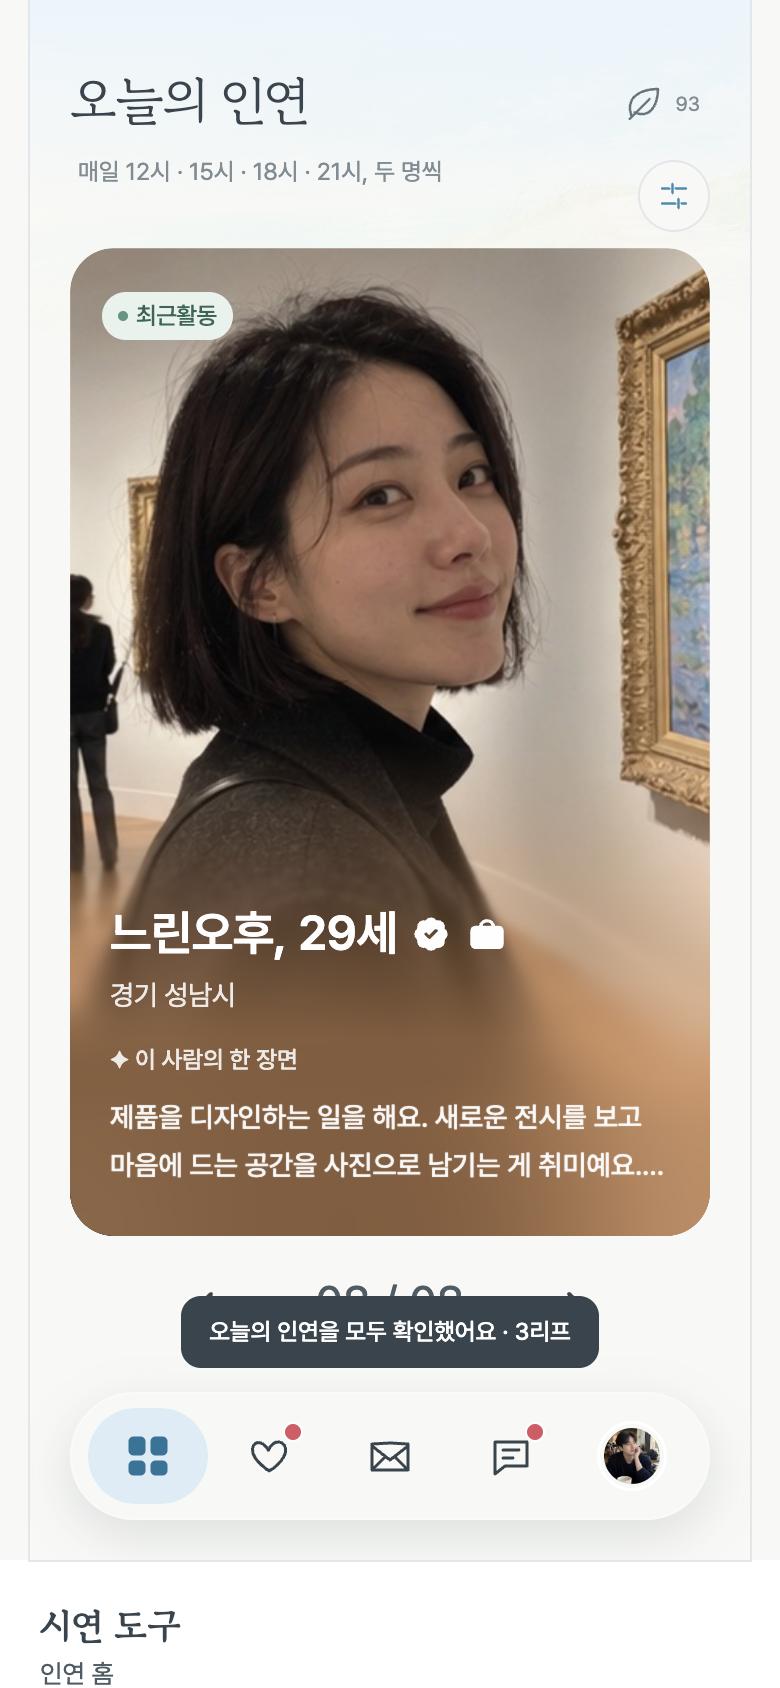 오늘의 인연
93
매일 12시 · 15시 · 18시 · 21시, 두 명씩
최근활동
느린오후, 29세
경기 성남시
✦ 이 사람의 한 장면
제품을 디자인하는 일을 해요. 새로운 전시를 보고
마음에 드는 공간을 사진으로 남기는 게 취미예요....
오늘의 인연을 모두 확인했어요 · 3리프
시연 도구
인연 홈